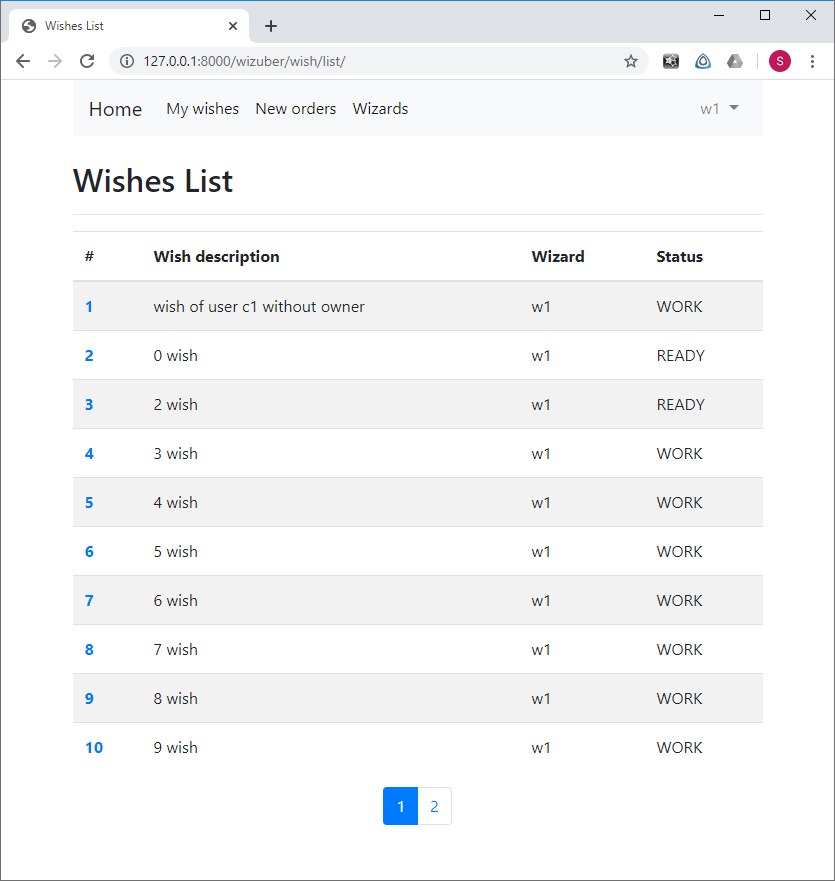 Wishes List
127.0.0.1:8000/wizuber/wish/list/
S
Home My wishes New orders Wizards w1
Wishes List
# Wish description Wizard Status
1 wish of user c1 without owner w1 WORK
2 0 wish w1 READY
3 2 wish w1 READY
4 3 wish w1 WORK
5 4 wish w1 WORK
6 5 wish w1 WORK
7 6 wish w1 WORK
8 7 wish w1 WORK
9 8 wish w1 WORK
10 9 wish w1 WORK
1 2